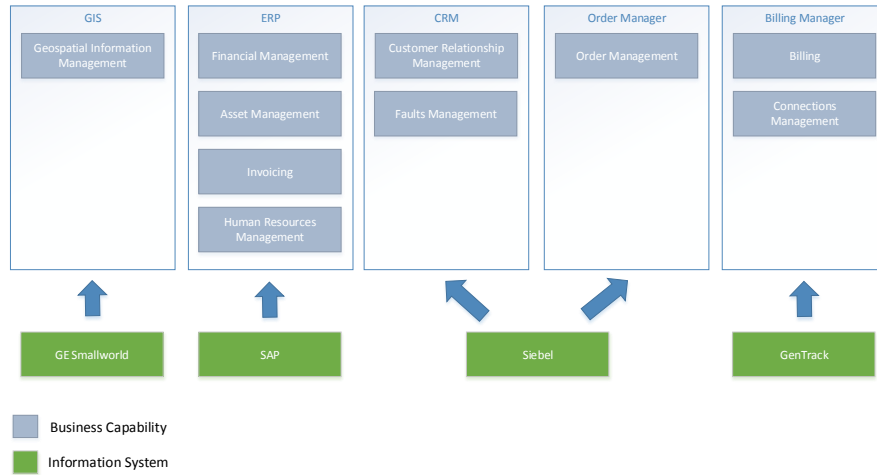 GIS
Geospatial Information
Management
ERP
Financial Management
Asset Management
Invoicing
Human Resources
Management
CRM
Customer Relationship
Management
Faults Management
Order Manager
Order Management
Billing Manager
Billing
Connections
Management
GE Smallworld
SAP
Siebel
GenTrack
Business Capability
Information System